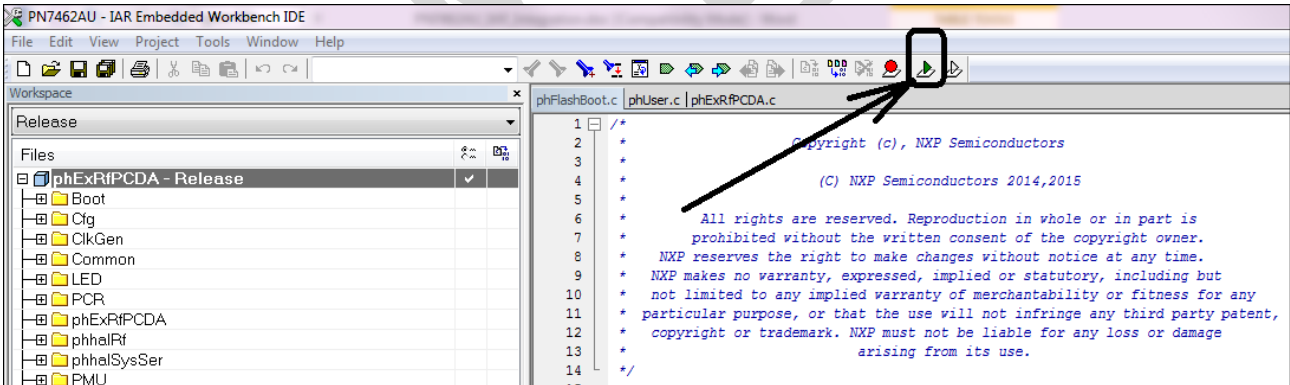 PN7462AU - IAR Embedded Workbench IDE
File Edit View Project Tools Window Help
Workspace
Release
Files
phExRfPCDA - Release
Boot
Cfg
ClkGen
Common
LED
PCR
phExRfPCDA
phhalRf
phhalSysSer
PMU
phFlashBoot.c phUser.c phExRfPCDA.c
1 /*
2 * Copyright (c), NXP Semiconductors
3 *
4 * (C) NXP Semiconductors 2014,2015
5 *
6 * All rights are reserved. Reproduction in whole or in part is
7 * prohibited without the written consent of the copyright owner.
8 * NXP reserves the right to make changes without notice at any time.
9 * NXP makes no warranty, expressed, implied or statutory, including but
10 * not limited to any implied warranty of merchantability or fitness for any
11 * particular purpose, or that the use will not infringe any third party patent,
12 * copyright or trademark. NXP must not be liable for any loss or damage
13 * arising from its use.
14 */